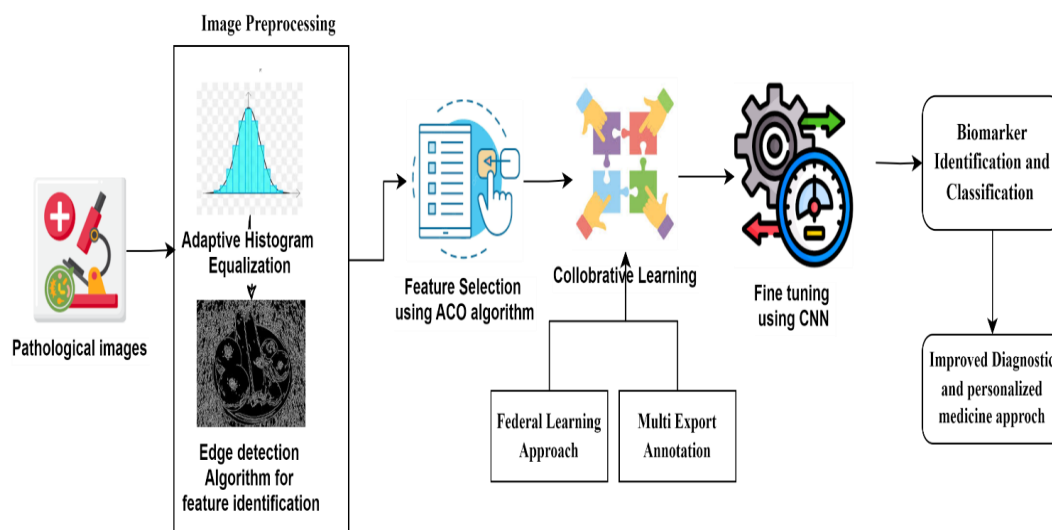 Image Preprocessing
Adaptive Histogram
Equalization
Edge detection
Algorithm for
feature identification
Pathological images
Feature Selection
using ACO algorithm
Collobrative Learning
Federal Learning
Approach
Multi Export
Annotation
Fine tuning
using CNN
Biomarker
Identification and
Classification
Improved Diagnostic
and personalized
medicine approch